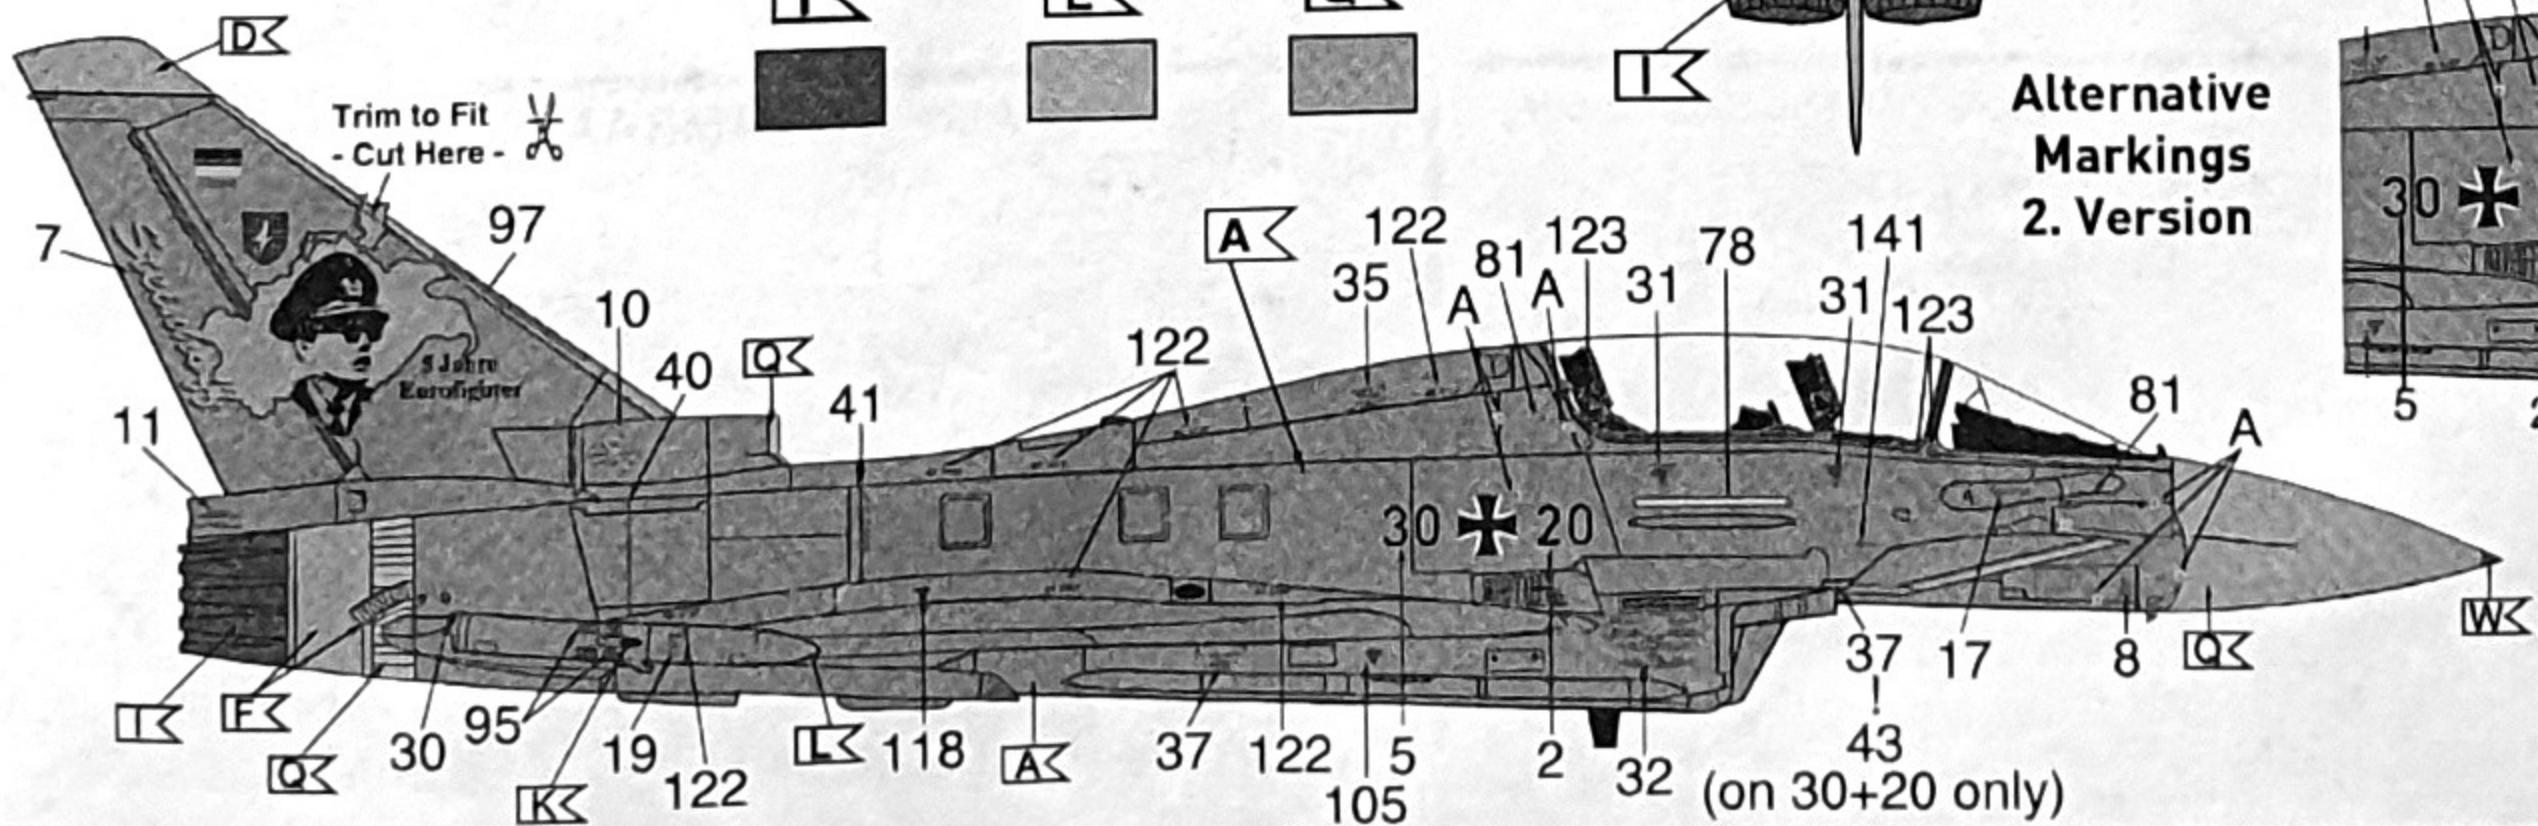 D
Trim to Fit
- Cut Here -
I
Alternative
Markings
2. Version
D
30
5
7
97
10
40
Q
11
5 Jahre
Eurofighter
41
122
A
35
122
A
81
A
123
31
78
31
141
123
81
A
D
30 20
4
I
F
Q
30
95
K
19
122
L
118
A
37
122
105
5
2
32
37
!
43
(on 30+20 only)
17
8
Q
W